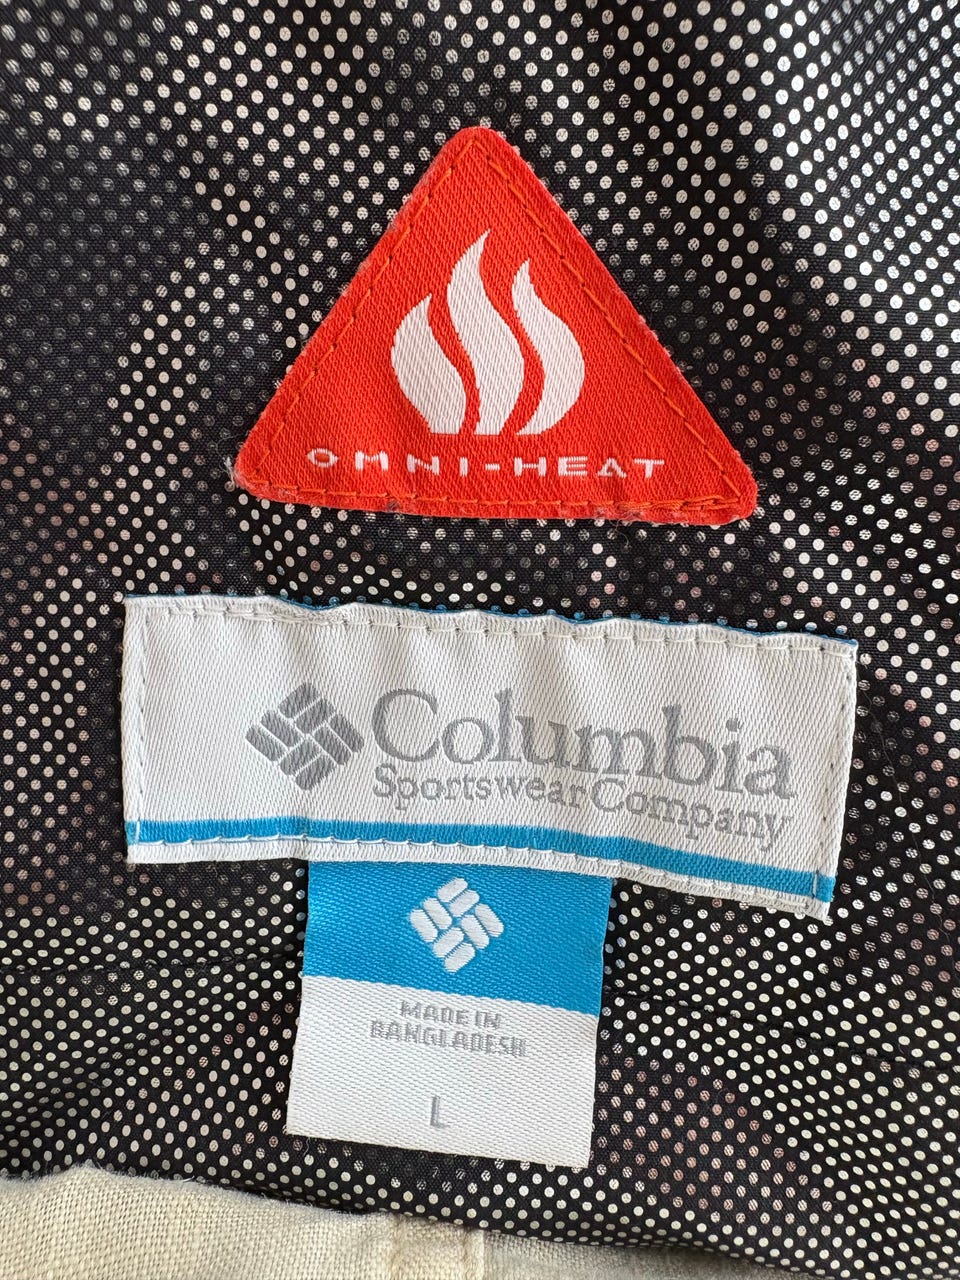 OMNI-HEAT
Columbia
Sportswear Company
MADE IN
BANGLADESH
L